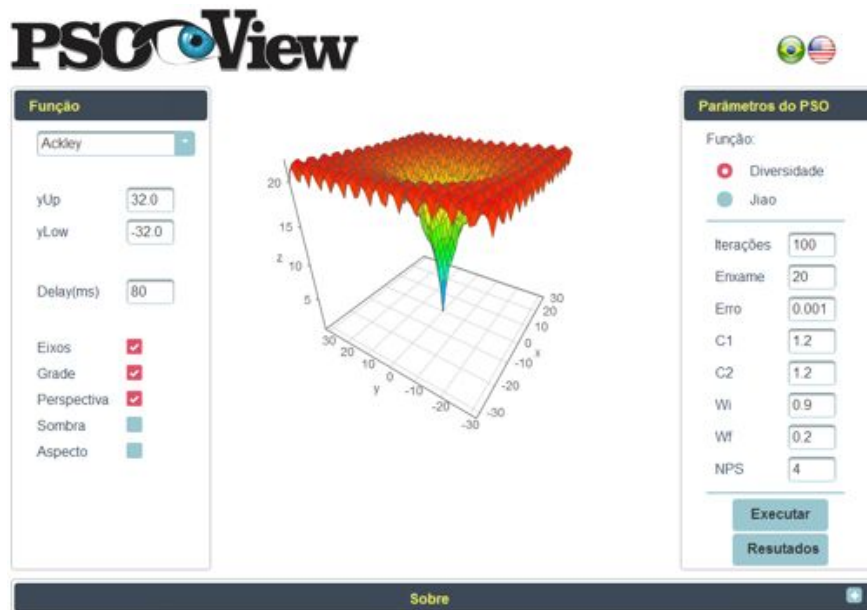 PSO View
Função
Ackley
yUp 32.0
yLow -32.0
Delay(ms) 80
Eixos
Grade
Perspectiva
Sombra
Aspecto
20
15
z 10
5
30
20
10
0
y
-10
-20
-30
30
20
10
0
x
-10
-20
-30
Parâmetros do PSO
Função:
Diversidade
Jiao
Iterações 100
Enxame 20
Erro 0.001
C1 1.2
C2 1.2
Wi 0.9
Wf 0.2
NPS 4
Executar
Resutados
Sobre